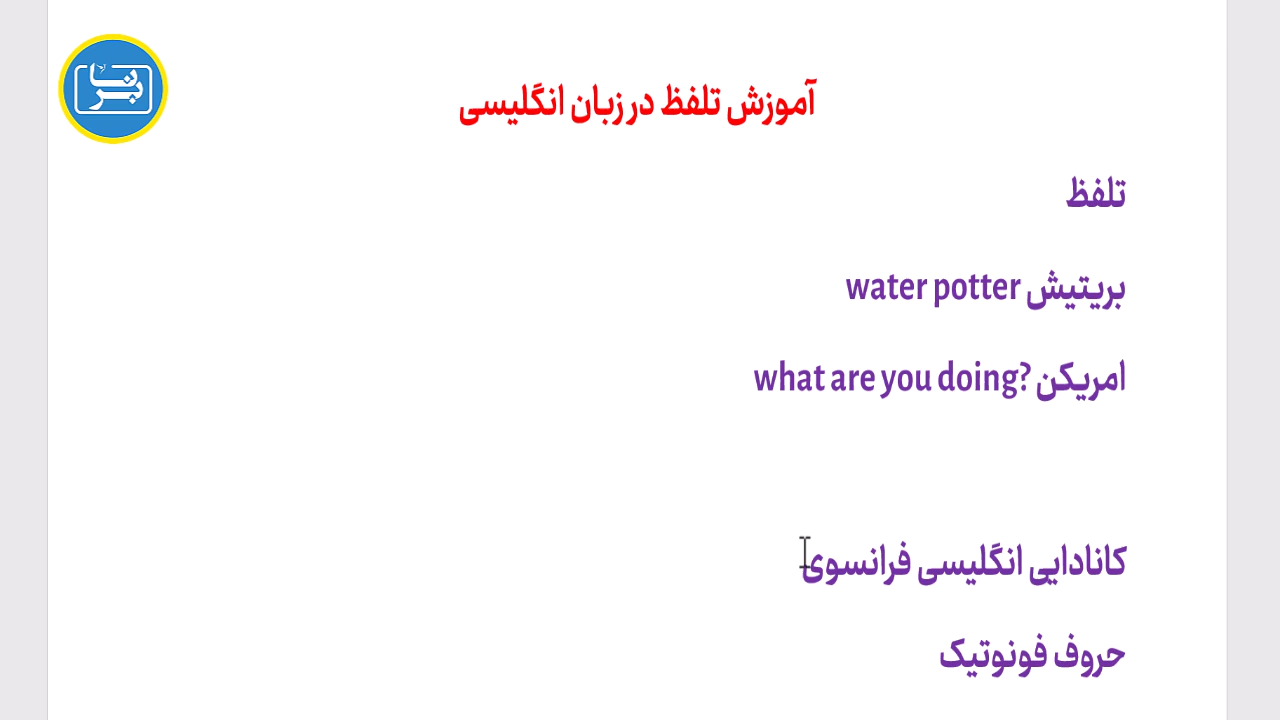 برنا
آموزش تلفظ در زبان انگلیسی
تلفظ
بریتیش water potter
امریکن what are you doing?
کانادایی انگلیسی فرانسوی
حروف فونوتیک